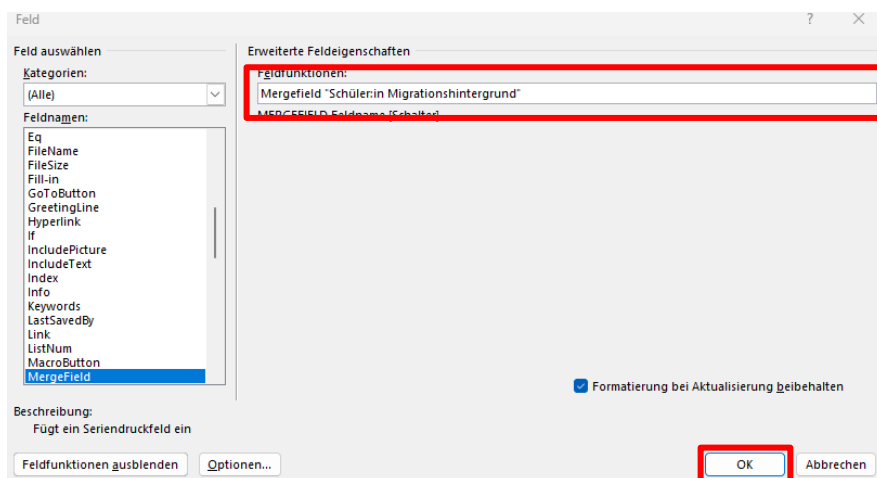 Feld
Feld auswählen
Kategorien:
(Alle)
Feldnamen:
Eq
FileName
FileSize
Fill-in
GoToButton
GreetingLine
Hyperlink
If
IncludePicture
IncludeText
Index
Info
Keywords
LastSavedBy
Link
ListNum
MacroButton
MergeField
Beschreibung:
Fügt ein Seriendruckfeld ein
Feldfunktionen ausblenden
Optionen...
Erweiterte Feldeigenschaften
Feldfunktionen:
Mergefield "Schüler:in Migrationshintergrund"
MERGEFIELD Feldname [Schalter]
Formatierung bei Aktualisierung beibehalten
OK
Abbrechen